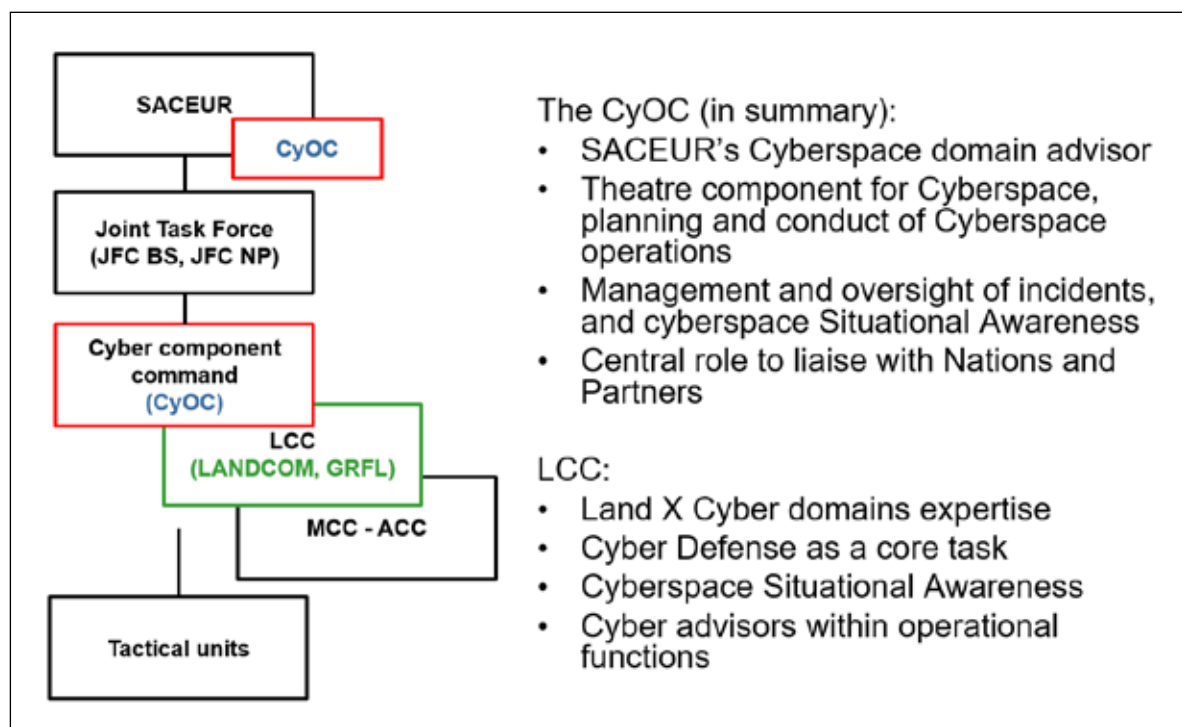 SACEUR
CyOC
Joint Task Force
(JFC BS, JFC NP)
Cyber component
command
(CyOC)
LCC
(LANDCOM, GRFL)
MCC - ACC
Tactical units
The CyOC (in summary):
• SACEUR's Cyberspace domain advisor
• Theatre component for Cyberspace,
planning and conduct of Cyberspace
operations
• Management and oversight of incidents,
and cyberspace Situational Awareness
• Central role to liaise with Nations and
Partners
LCC:
• Land X Cyber domains expertise
• Cyber Defense as a core task
• Cyberspace Situational Awareness
• Cyber advisors within operational
functions